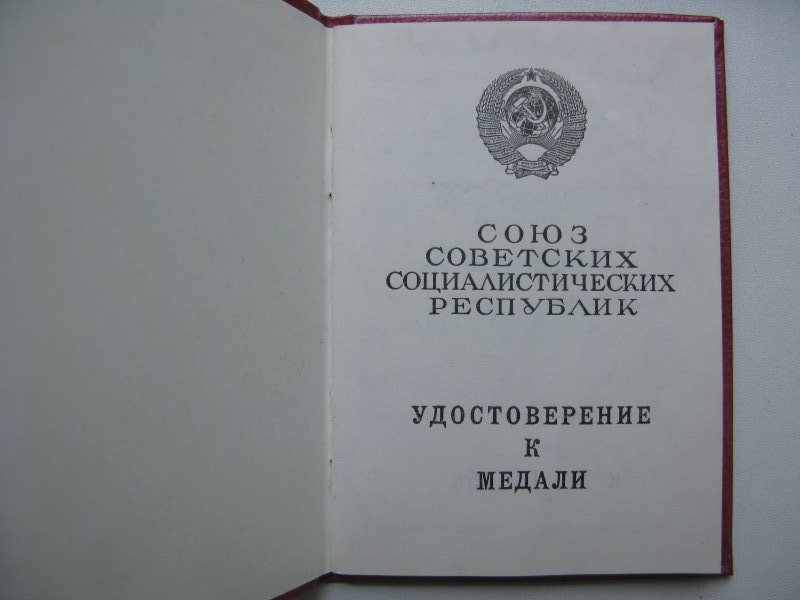 СОЮЗ
СОВЕТСКИХ
СОЦИАЛИСТИЧЕСКИХ
РЕСПУБЛИК
УДОСТОВЕРЕНИЕ
К
МЕДАЛИ